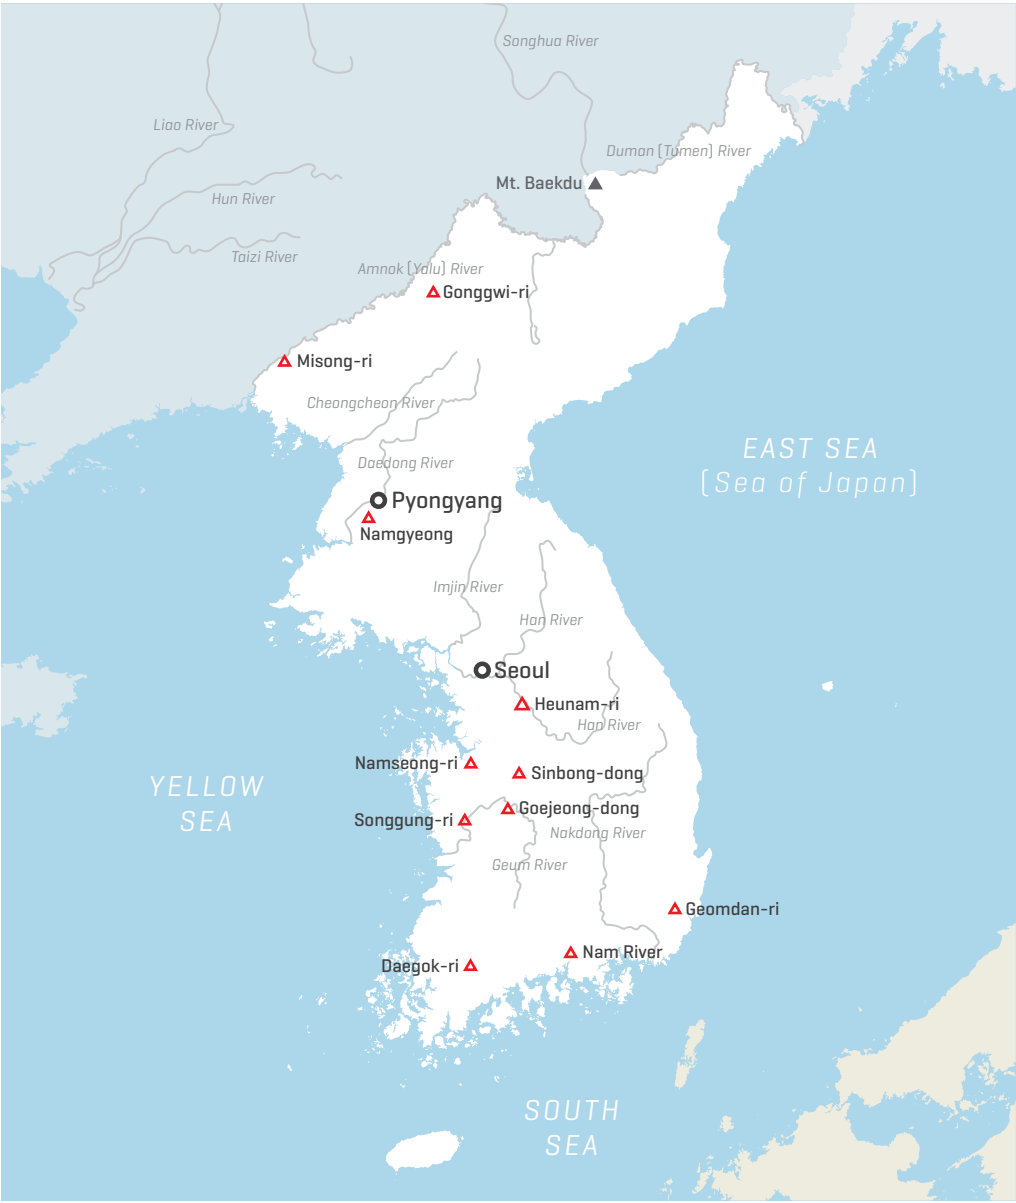 Songhua River
Liao River
Duman (Tumen) River
Mt. Baekdu
Hun River
Taizi River
Amnok (Yalu) River
Gonggwi-ri
Misong-ri
Cheongcheon River
EAST SEA
(Sea of Japan)
Daedong River
Pyongyang
Namgyeong
Imjin River
Han River
Seoul
Heunam-ri
Han River
Namseong-ri
Sinbong-dong
YELLOW
SEA
Goejeong-dong
Songgung-ri
Nakdong River
Geum River
Geomdan-ri
Nam River
Daegok-ri
SOUTH
SEA